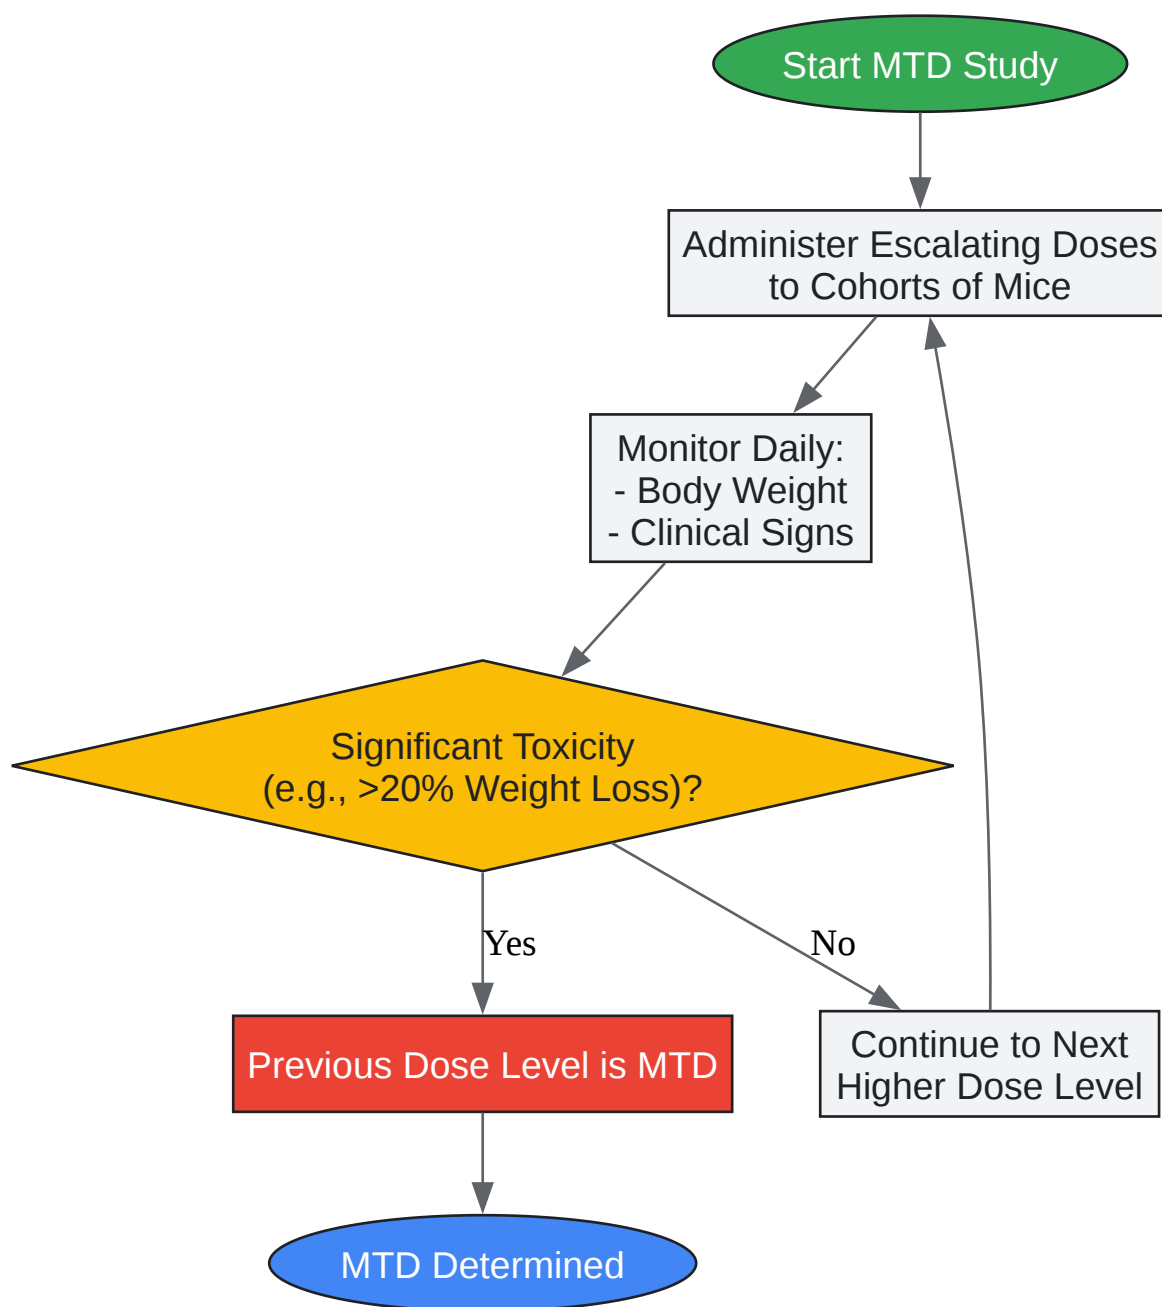 Start MTD Study
Administer Escalating Doses
to Cohorts of Mice
Monitor Daily:
- Body Weight
- Clinical Signs
Significant Toxicity
(e.g., >20% Weight Loss)?
Yes
No
Previous Dose Level is MTD
Continue to Next
Higher Dose Level
MTD Determined